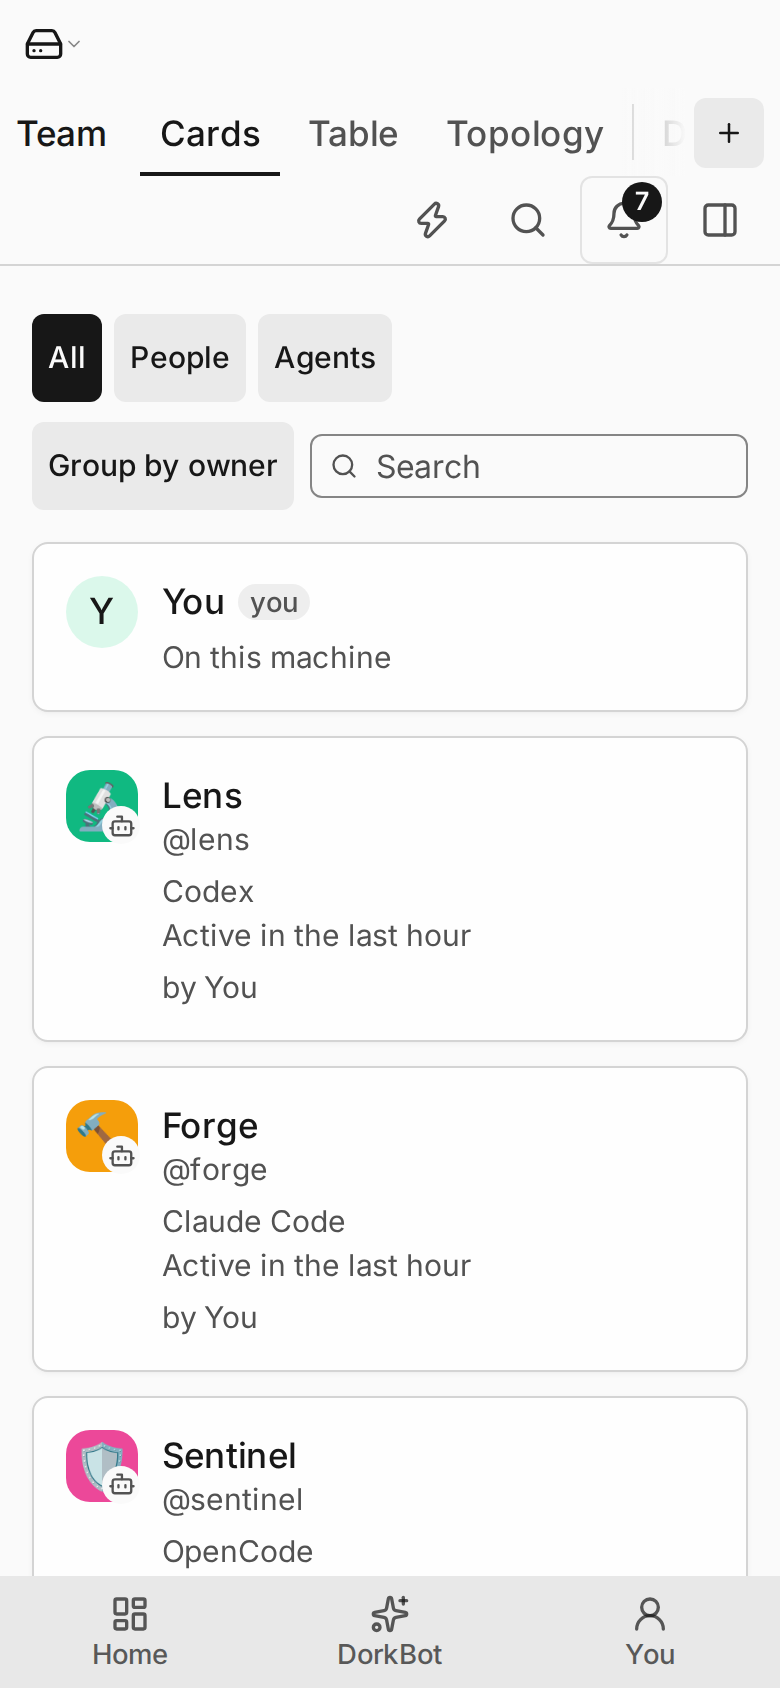 Team Cards Table Topology D
7
All People Agents
Group by owner Search
Y You you
On this machine
Lens
@lens
Codex
Active in the last hour
by You
Forge
@forge
Claude Code
Active in the last hour
by You
Sentinel
@sentinel
OpenCode
Home DorkBot You